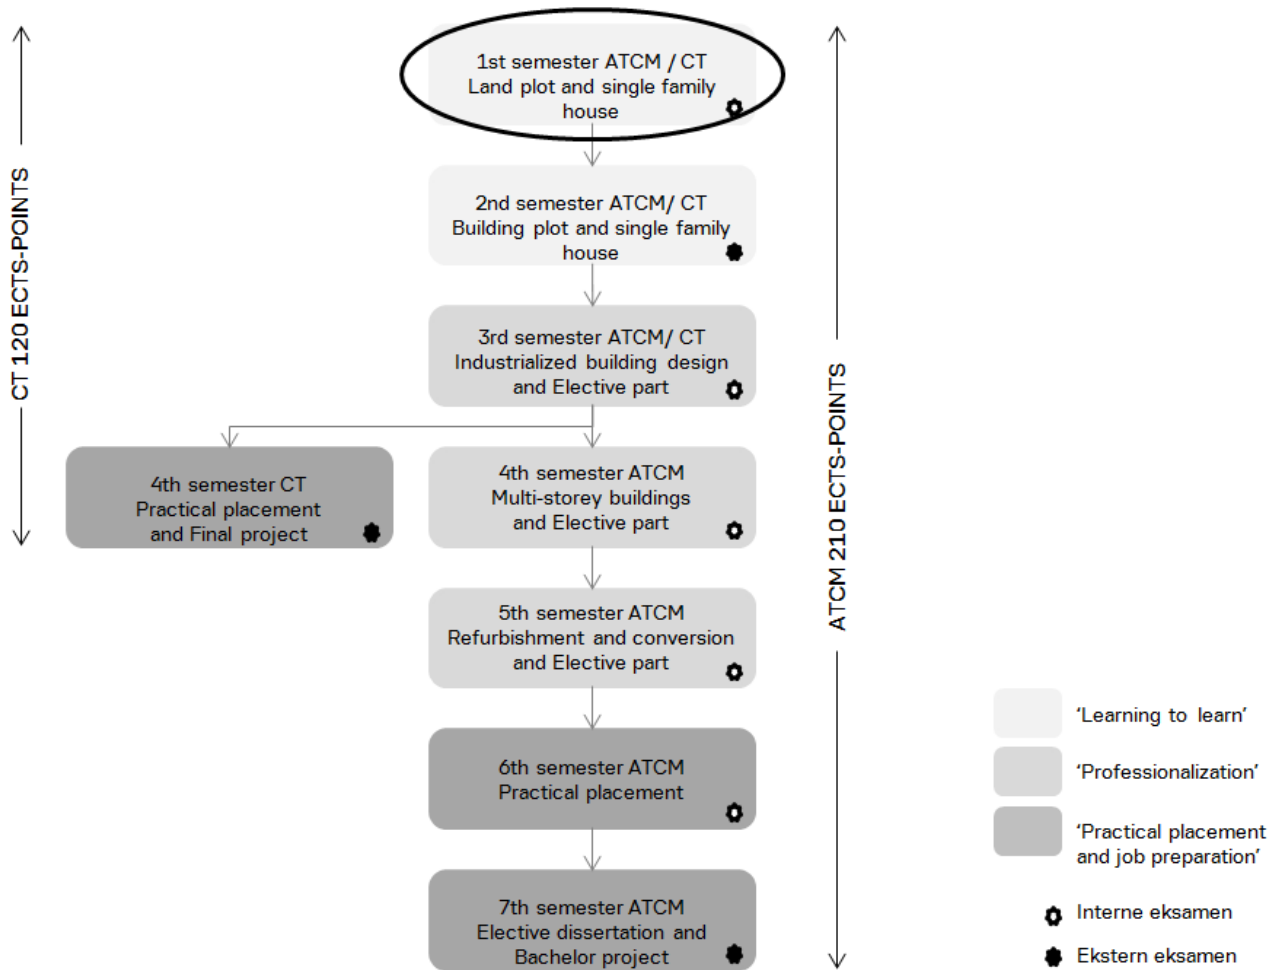 1st semester ATCM / CT
Land plot and single family
house
2nd semester ATCM/ CT
Building plot and single family
house
3rd semester ATCM/ CT
Industrialized building design
and Elective part
4th semester CT
Practical placement
and Final project
4th semester ATCM
Multi-storey buildings
and Elective part
5th semester ATCM
Refurbishment and conversion
and Elective part
6th semester ATCM
Practical placement
7th semester ATCM
Elective dissertation and
Bachelor project
CT 120 ECTS-POINTS
ATCM 210 ECTS-POINTS
‘Learning to learn’
‘Professionalization’
‘Practical placement
and job preparation’
Interne eksamen
Ekstern eksamen